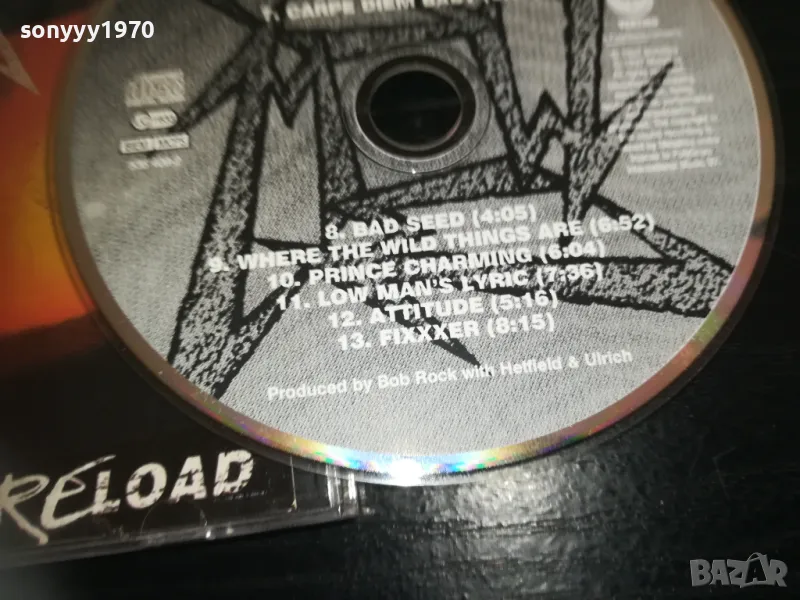 sonyyy1970
7. CARPE DIEM
8. BAD SEED (4:05)
9. WHERE THE WILD THINGS ARE (6:52)
10. PRINCE CHARMING (6:04)
11. LOW MAN'S LYRIC (7:36)
12. ATTITUDE (5:16)
13. FIXXXER (8:15)
Produced by Bob Rock with Hetfield & Ulrich
RELOAD
BAZAR